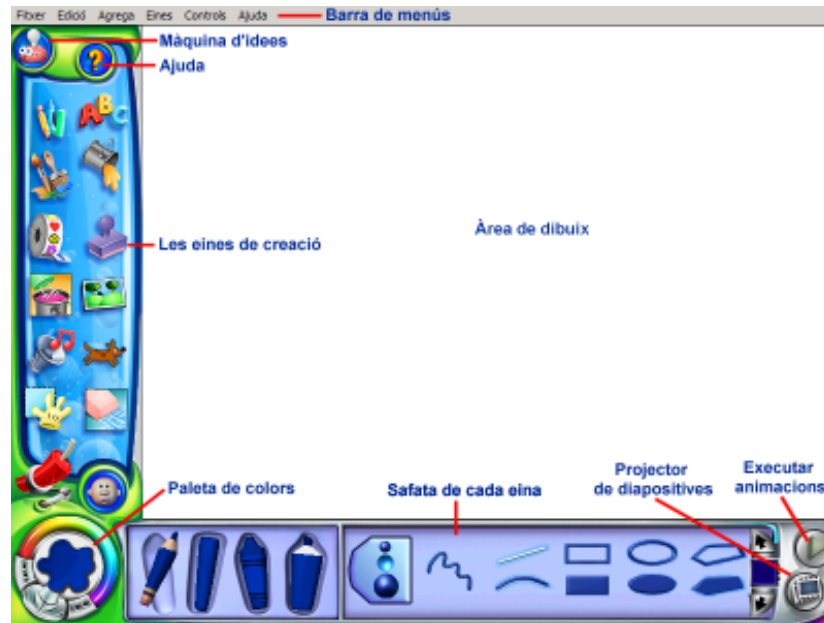 Fitxer Edició Agrega Eines Controls Ajuda
Barra de menús
Màquina d'idees
Ajuda
?
ABC
Les eines de creació
Àrea de dibuix
Paleta de colors
Safata de cada eina
Projector
de diapositives
Executar
animacions